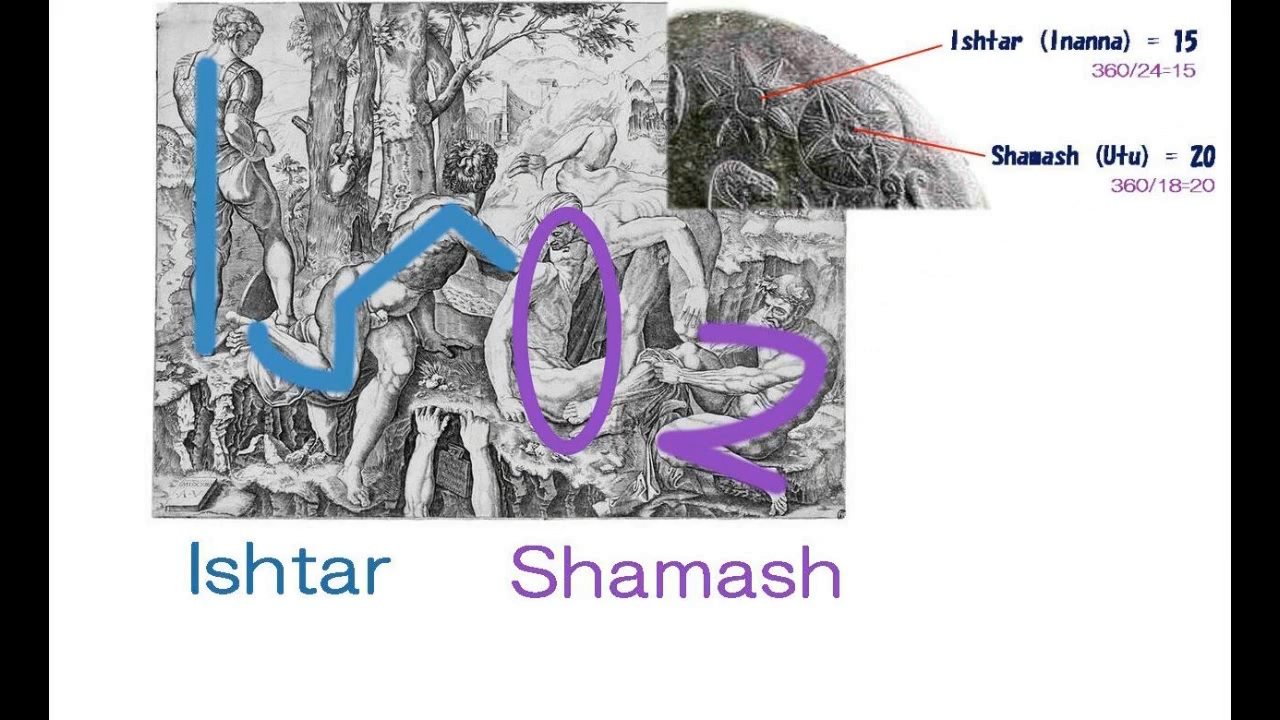 Ishtar (Inanna) = 15
360/24=15
Shamash (Utu) = 20
360/18=20
Ishtar
Shamash